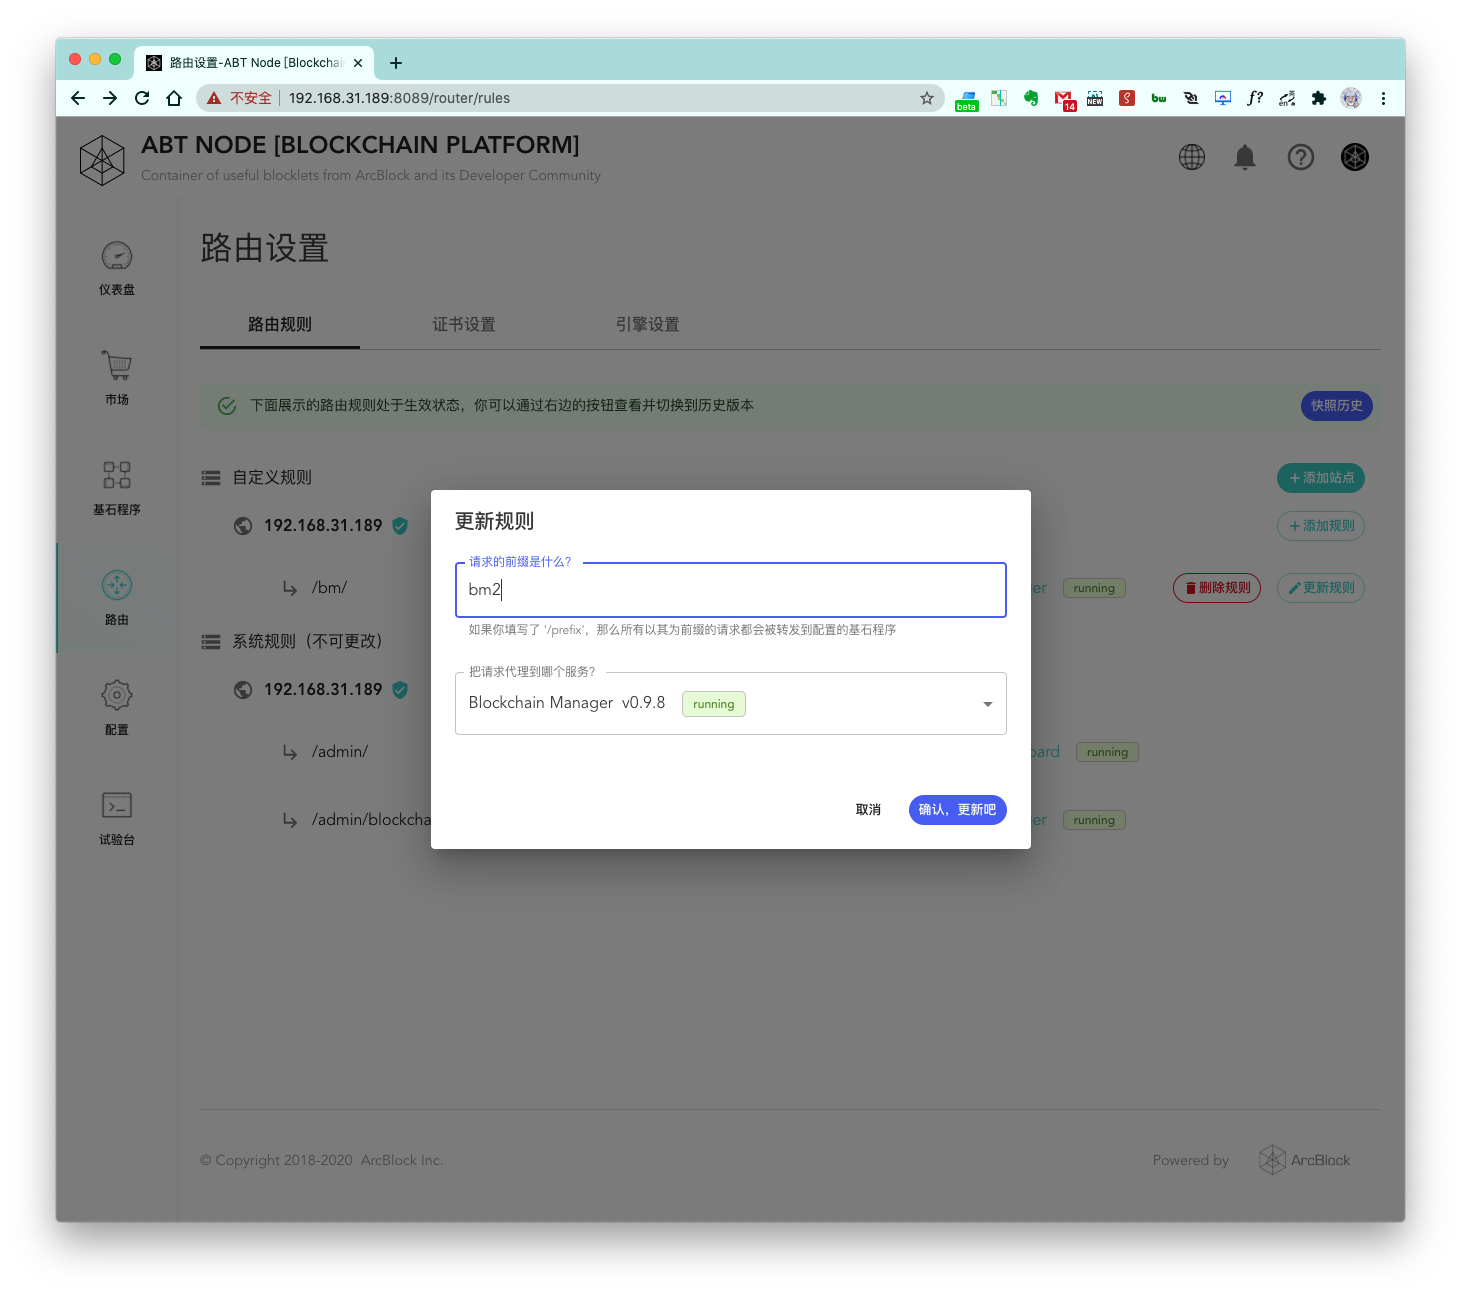 路由设置-ABT Node [Blockchai
不安全 192.168.31.189:8089/router/rules
beta
14
NEW
bw
f?
en
ABT NODE [BLOCKCHAIN PLATFORM]
Container of useful blocklets from ArcBlock and its Developer Community
仪表盘
市场
基石程序
路由
配置
试验台
路由设置
路由规则 证书设置 引擎设置
下面展示的路由规则处于生效状态，你可以通过右边的按钮查看并切换到历史版本 快照历史
自定义规则 +添加站点
192.168.31.189 +添加规则
/bm/ er running 删除规则 更新规则
系统规则（不可更改）
192.168.31.189
/admin/ oard running
/admin/blockcha er running
更新规则
请求的前缀是什么?
bm2
如果你填写了 '/prefix'，那么所有以其为前缀的请求都会被转发到配置的基石程序
把请求代理到哪个服务?
Blockchain Manager v0.9.8 running
取消 确认，更新吧
© Copyright 2018-2020 ArcBlock Inc. Powered by ArcBlock